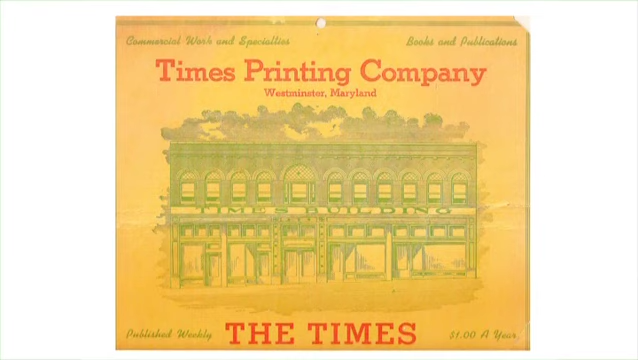 Commercial Work and Specialties
Books and Publications
Times Printing Company
Westminster, Maryland
TIMES BUILDING
Published Weekly
THE TIMES
$1.00 A Year